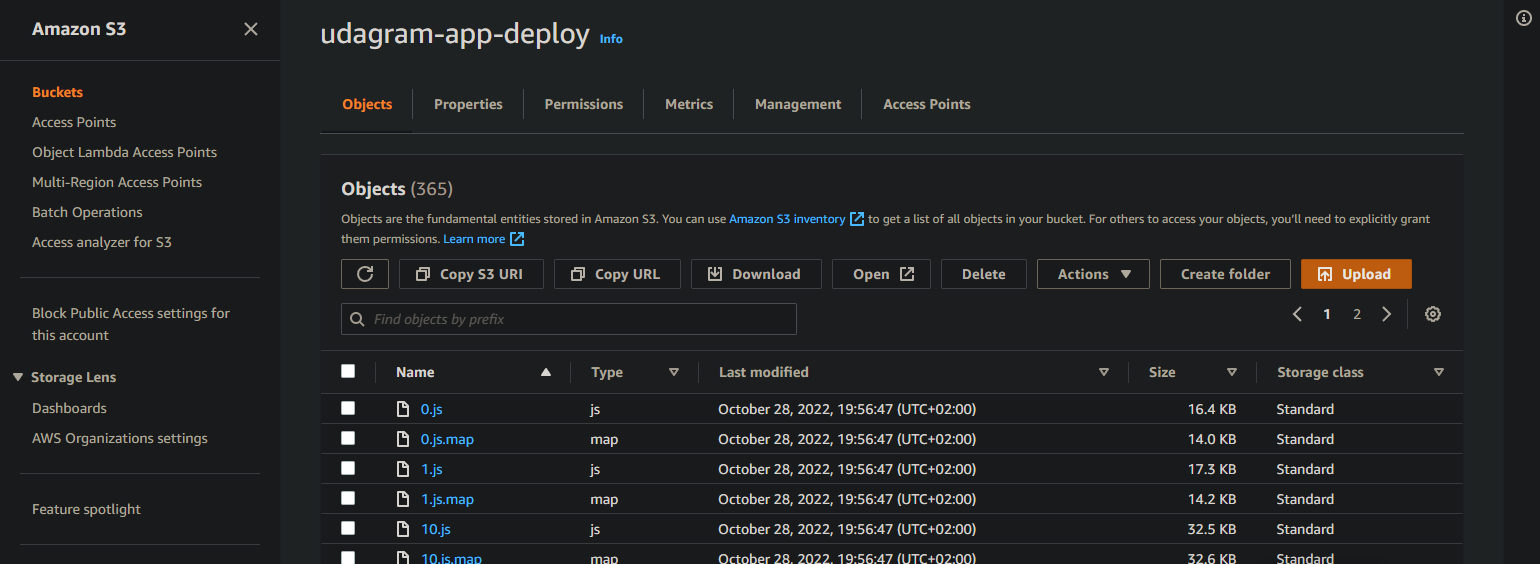 Amazon S3
Buckets
Access Points
Object Lambda Access Points
Multi-Region Access Points
Batch Operations
Access analyzer for S3
Block Public Access settings for
this account
Storage Lens
Dashboards
AWS Organizations settings
Feature spotlight
udagram-app-deploy Info
Objects Properties Permissions Metrics Management Access Points
Objects (365)
Objects are the fundamental entities stored in Amazon S3. You can use Amazon S3 inventory to get a list of all objects in your bucket. For others to access your objects, you'll need to explicitly grant
them permissions. Learn more
Copy S3 URI Copy URL Download Open Delete Actions Create folder Upload
Find objects by prefix
1 2
Name Type Last modified Size Storage class
0.js js October 28, 2022, 19:56:47 (UTC+02:00) 16.4 KB Standard
0.js.map map October 28, 2022, 19:56:47 (UTC+02:00) 14.0 KB Standard
1.js js October 28, 2022, 19:56:47 (UTC+02:00) 17.3 KB Standard
1.js.map map October 28, 2022, 19:56:47 (UTC+02:00) 14.2 KB Standard
10.js js October 28, 2022, 19:56:47 (UTC+02:00) 32.5 KB Standard
10.js.map map October 28, 2022, 19:56:47 (UTC+02:00) 32.6 KB Standard